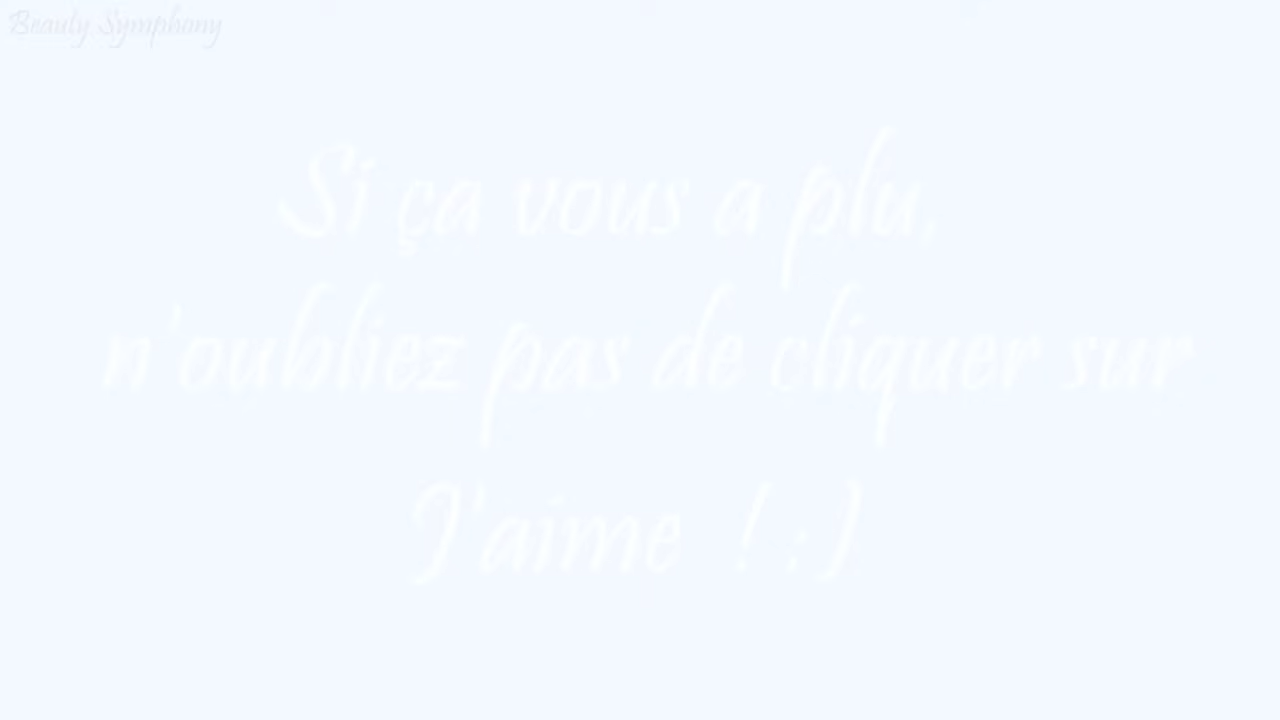 Beauty Symphony
Si ça vous a plu,
n'oubliez pas de cliquer sur
J'aime ! :)